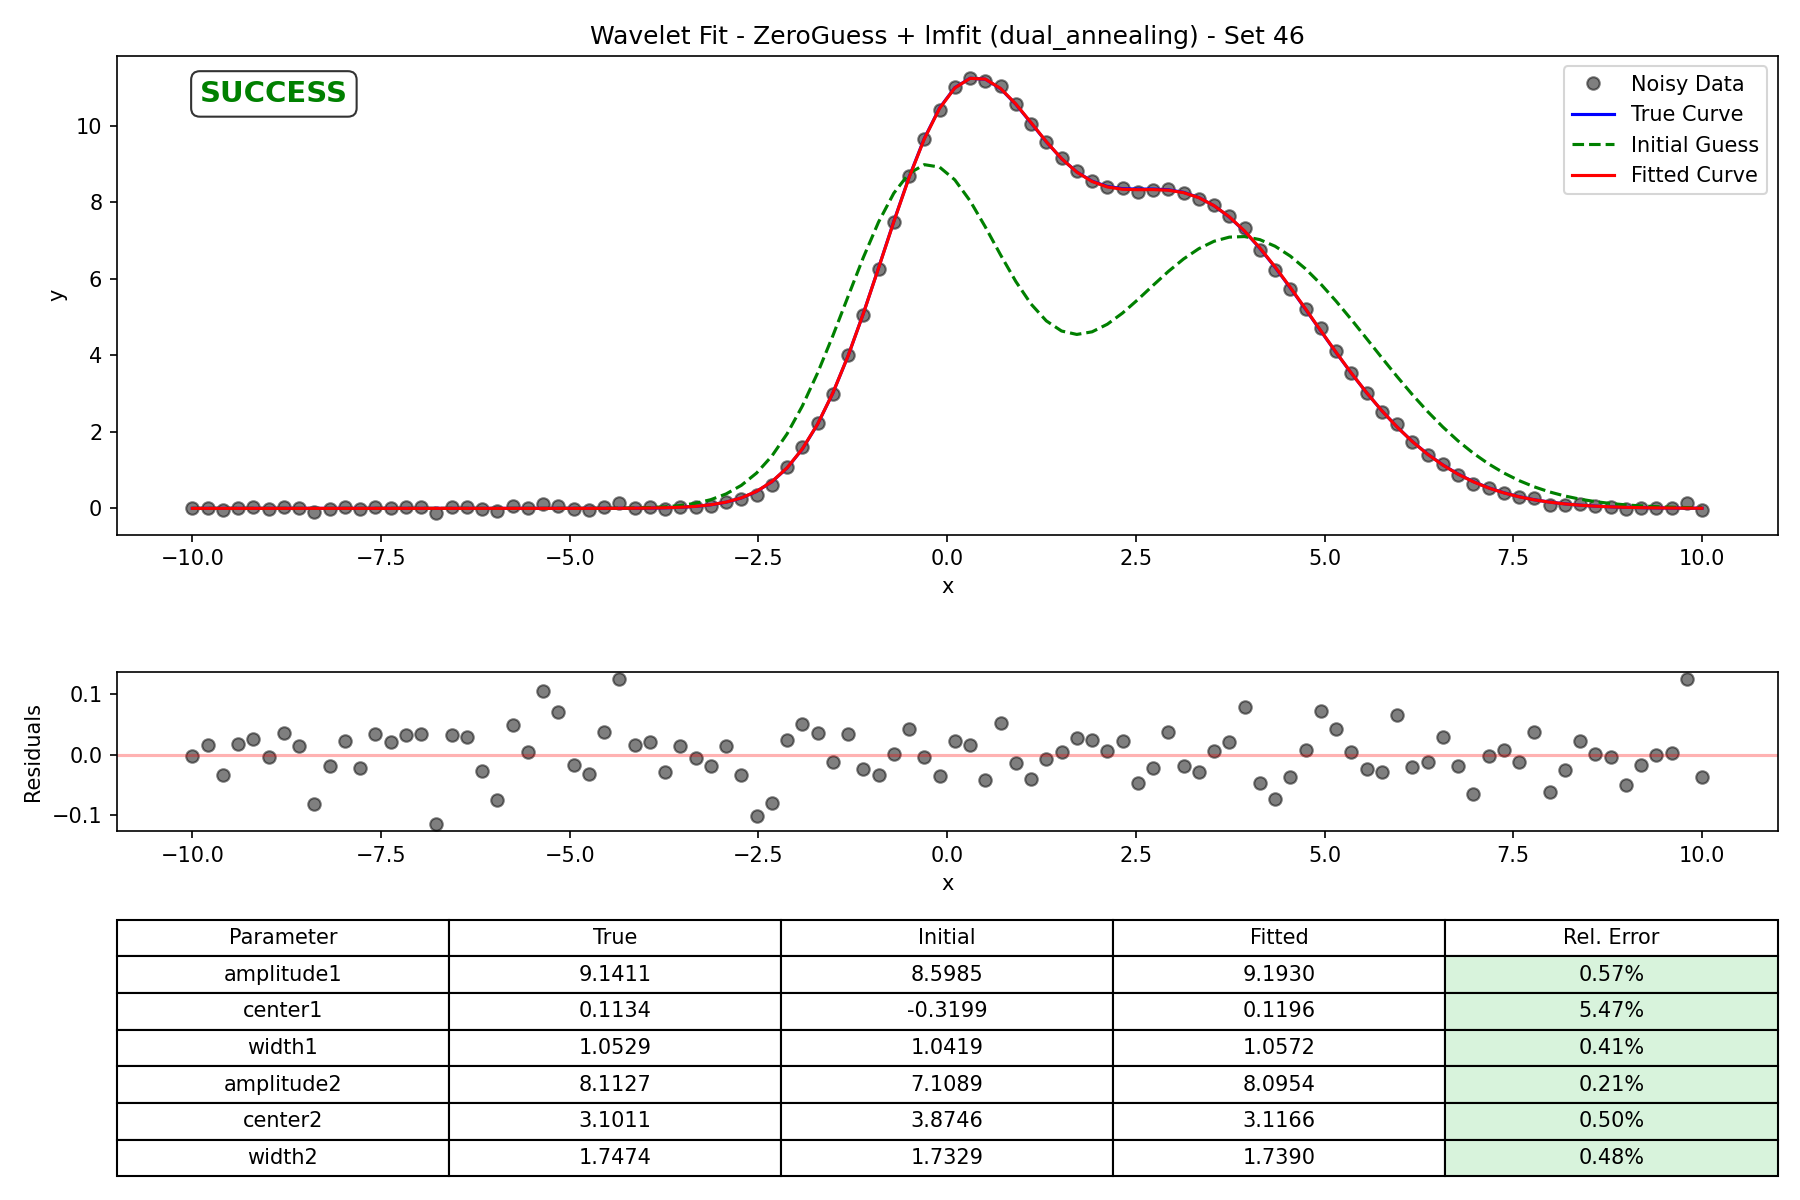 Wavelet Fit - ZeroGuess + lmfit (dual_annealing) - Set 46
SUCCESS
Noisy Data
True Curve
Initial Guess
Fitted Curve
y
10
8
6
4
2
0
−10.0 −7.5 −5.0 −2.5 0.0 2.5 5.0 7.5 10.0
x
Residuals
0.1
0.0
−0.1
−10.0 −7.5 −5.0 −2.5 0.0 2.5 5.0 7.5 10.0
x
Parameter True Initial Fitted Rel. Error
amplitude1 9.1411 8.5985 9.1930 0.57%
center1 0.1134 -0.3199 0.1196 5.47%
width1 1.0529 1.0419 1.0572 0.41%
amplitude2 8.1127 7.1089 8.0954 0.21%
center2 3.1011 3.8746 3.1166 0.50%
width2 1.7474 1.7329 1.7390 0.48%